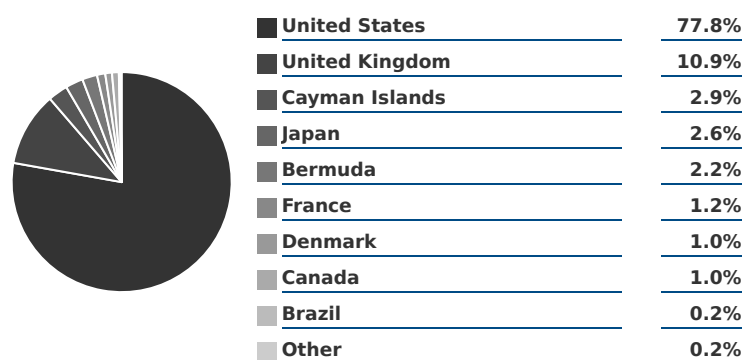 United States 77.8%
United Kingdom 10.9%
Cayman Islands 2.9%
Japan 2.6%
Bermuda 2.2%
France 1.2%
Denmark 1.0%
Canada 1.0%
Brazil 0.2%
Other 0.2%